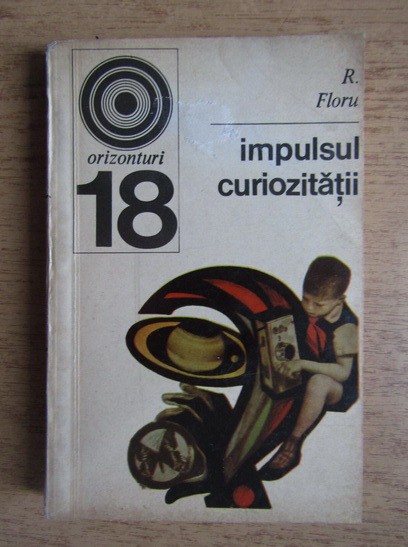 R.
Floru
orizonturi
18
impulsul
curiozității